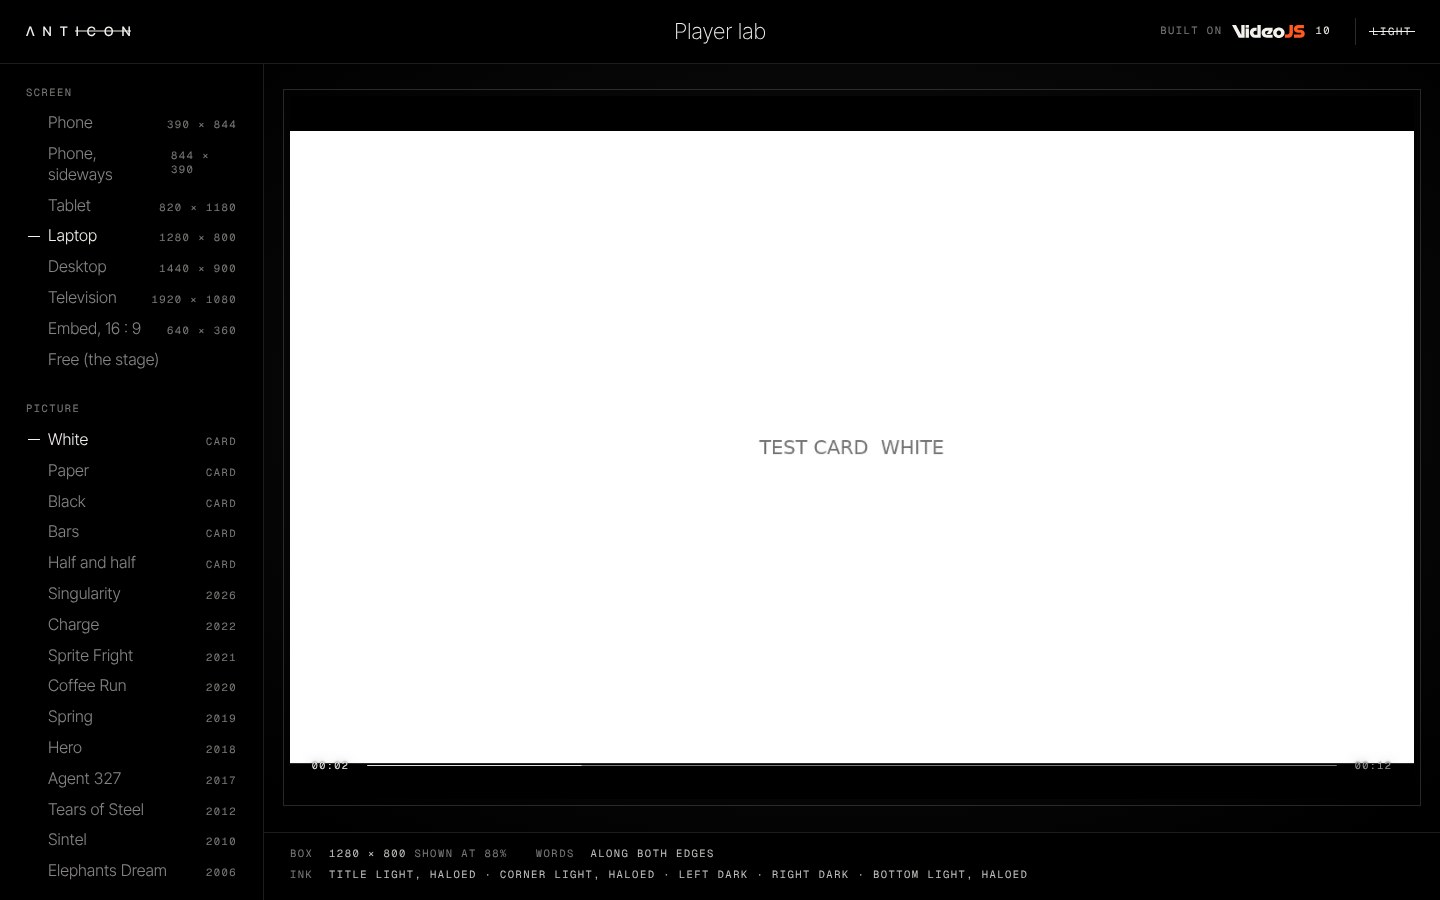 ANTICON
Player lab
BUILT ON VideoJS 10
LIGHT
SCREEN
Phone 390 × 844
Phone, sideways 844 × 390
Tablet 820 × 1180
— Laptop 1280 × 800
Desktop 1440 × 900
Television 1920 × 1080
Embed, 16 : 9 640 × 360
Free (the stage)
PICTURE
— White CARD
Paper CARD
Black CARD
Bars CARD
Half and half CARD
Singularity 2026
Charge 2022
Sprite Fright 2021
Coffee Run 2020
Spring 2019
Hero 2018
Agent 327 2017
Tears of Steel 2012
Sintel 2010
Elephants Dream 2006
TEST CARD WHITE
00:02 00:12
BOX 1280 × 800 SHOWN AT 88% WORDS ALONG BOTH EDGES
INK TITLE LIGHT, HALOED · CORNER LIGHT, HALOED · LEFT DARK · RIGHT DARK · BOTTOM LIGHT, HALOED